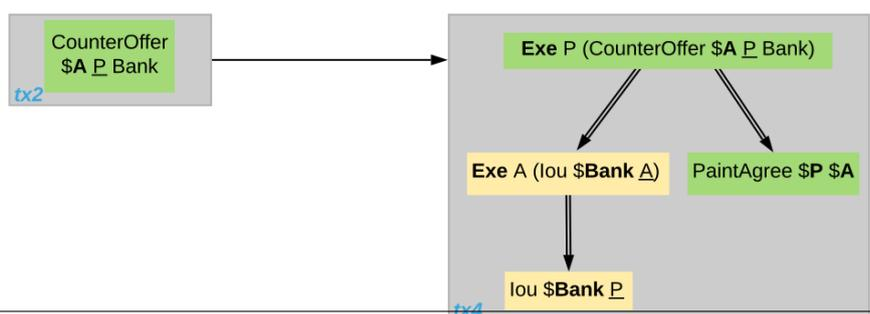 CounterOffer
$A P Bank
tx2
Exe P (CounterOffer $A P Bank)
Exe A (Iou $Bank A)
PaintAgree $P $A
Iou $Bank P
tx4